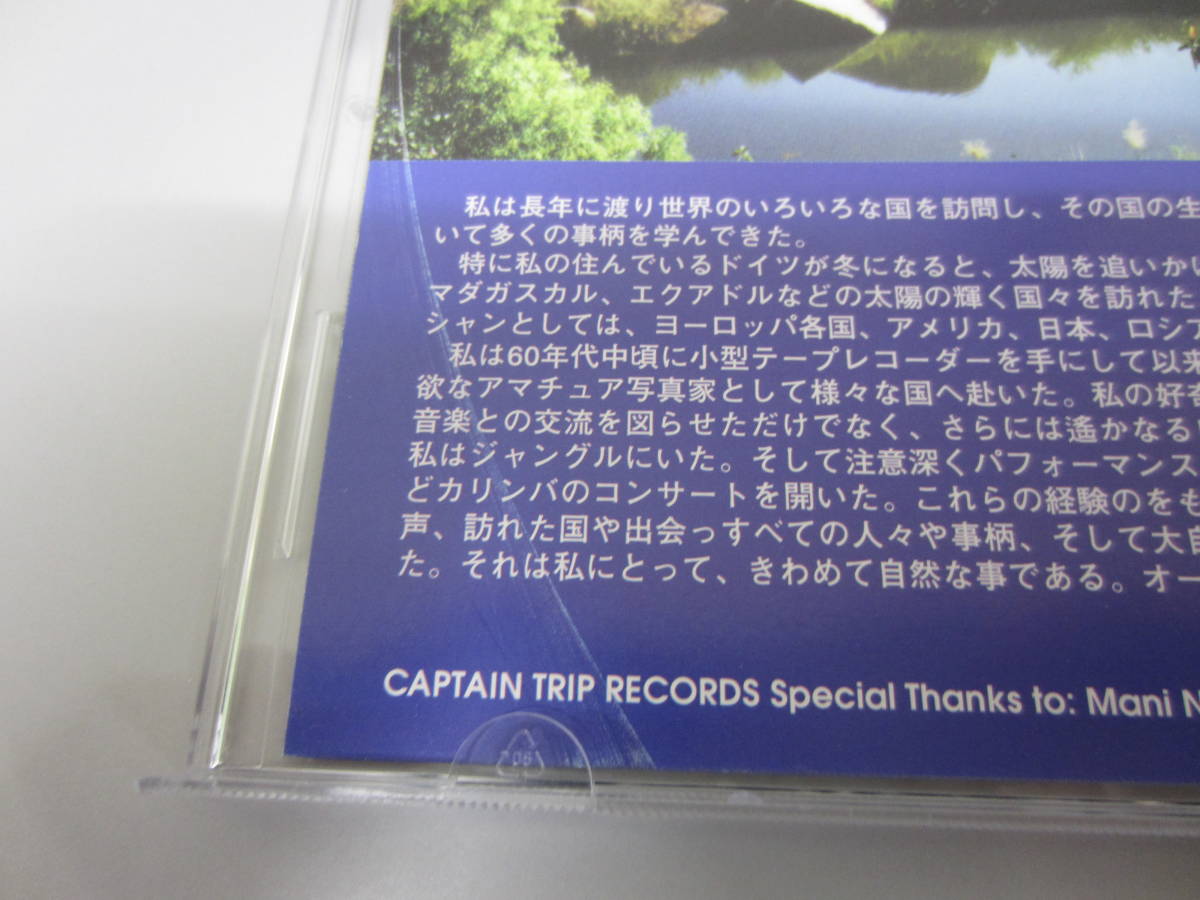 私は長年に渡り世界のいろいろな国を訪問し、その国の生
いて多くの事柄を学んできた。
特に私の住んでいるドイツが冬になると、太陽を追いかけ
マダガスカル、エクアドルなどの太陽の輝く国々を訪れた
シャンとしては、ヨーロッパ各国、アメリカ、日本、ロシア
私は60年代中頃に小型テープレコーダーを手にして以来
欲なアマチュア写真家として様々な国へ赴いた。私の好奇
音楽との交流を図らせただけでなく、さらには遙かなる
私はジャングルにいた。そして注意深くパフォーマンス
どカリンバのコンサートを開いた。これらの経験のをも
声、訪れた国や出会っすべての人々や事柄、そして大自
た。それは私にとって、きわめて自然な事である。オー
CAPTAIN TRIP RECORDS Special Thanks to: Mani
06